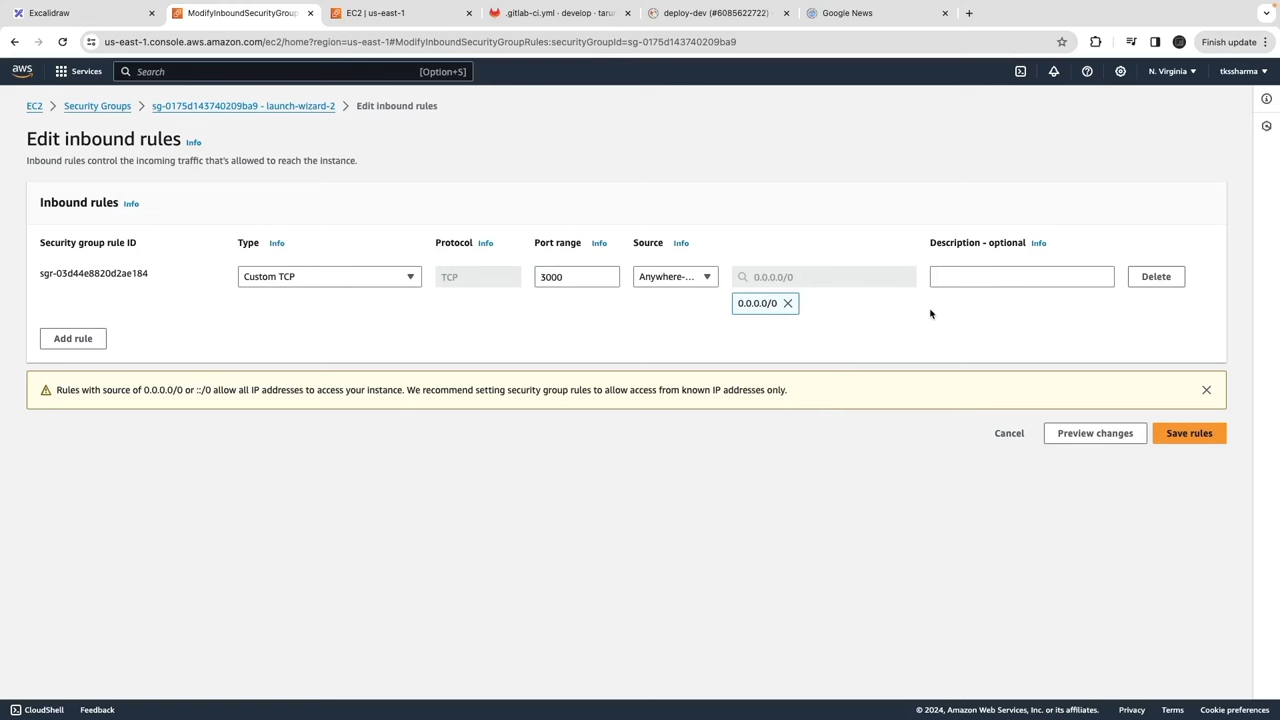 Excalidraw
ModifyInboundSecurityGroup
EC2 | us-east-1
.gitlab-ci.yml · develop · tarun
deploy-dev (#6085622722) ·
Google News
us-east-1.console.aws.amazon.com/ec2/home?region=us-east-1#ModifyInboundSecurityGroupRules:securityGroupId=sg-0175d143740209ba9
Finish update
aws
Services
Search
[Option+S]
N. Virginia
tkssharma
EC2
Security Groups
sg-0175d143740209ba9 - launch-wizard-2
Edit inbound rules
Edit inbound rules Info
Inbound rules control the incoming traffic that's allowed to reach the instance.
Inbound rules Info
Security group rule ID
Type Info
Protocol Info
Port range Info
Source Info
Description - optional Info
sgr-03d44e8820d2ae184
Custom TCP
TCP
3000
Anywhere-...
0.0.0.0/0
Delete
0.0.0.0/0
Add rule
Rules with source of 0.0.0.0/0 or ::/0 allow all IP addresses to access your instance. We recommend setting security group rules to allow access from known IP addresses only.
Cancel
Preview changes
Save rules
CloudShell
Feedback
© 2024, Amazon Web Services, Inc. or its affiliates.
Privacy
Terms
Cookie preferences